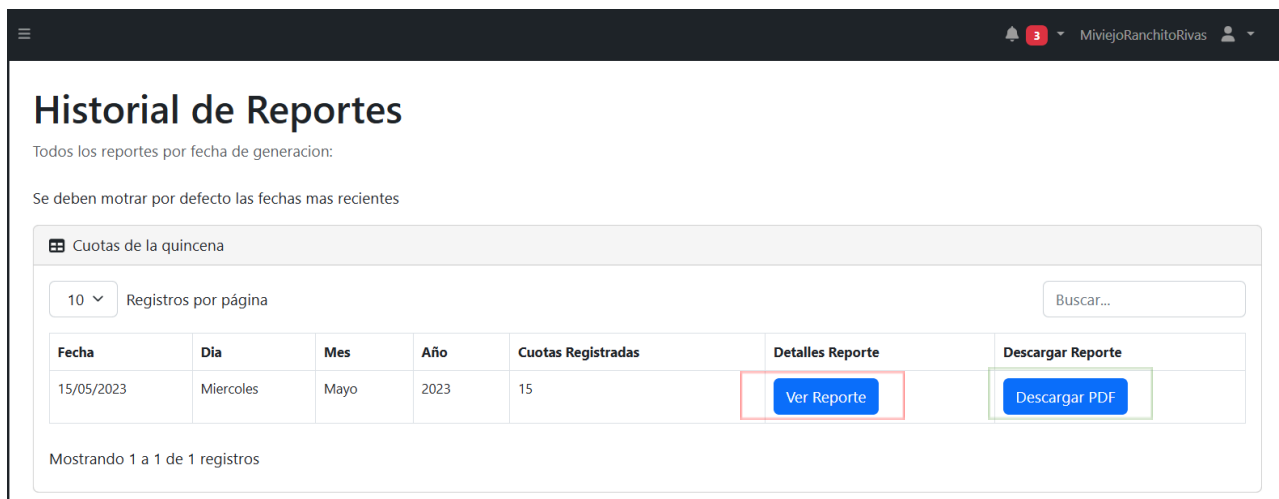 3 MiviejoRanchitoRivas
Historial de Reportes
Todos los reportes por fecha de generacion:
Se deben motrar por defecto las fechas mas recientes
Cuotas de la quincena
10 Registros por página Buscar...
Fecha Dia Mes Año Cuotas Registradas Detalles Reporte Descargar Reporte
15/05/2023 Miercoles Mayo 2023 15 Ver Reporte Descargar PDF
Mostrando 1 a 1 de 1 registros